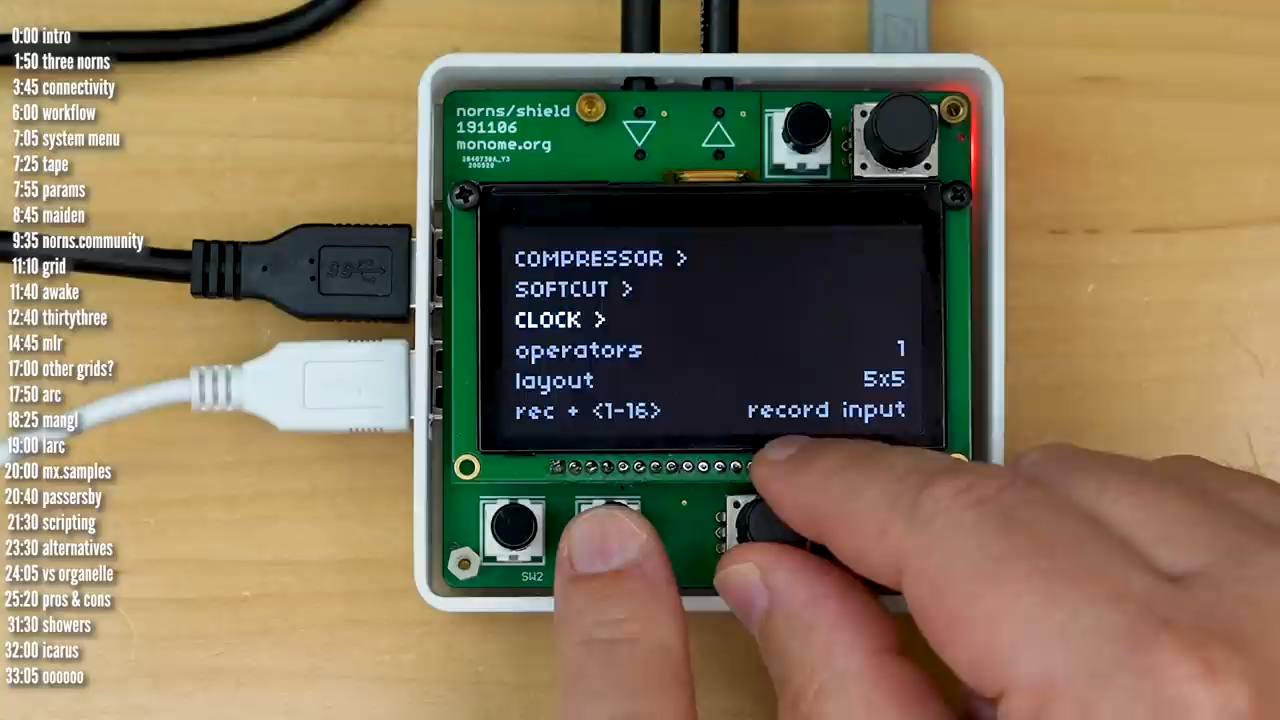 0:00 intro
1:50 three norns
3:45 connectivity
6:00 workflow
7:05 system menu
7:25 tape
7:55 params
8:45 maiden
9:35 norns.community
11:10 grid
11:40 awake
12:40 thirtythree
14:45 mlr
17:00 other grids?
17:50 arc
18:25 mangl
19:00 larc
20:00 mx.samples
20:40 passersby
21:30 scripting
23:30 alternatives
24:05 vs organelle
25:20 pros & cons
31:30 showers
32:00 icarus
33:05 oooooo
norns/shield
191106
monome.org
200520
COMPRESSOR >
SOFTCUT >
CLOCK >
operators 1
layout 5x5
rec + <1-16> record input
SW2